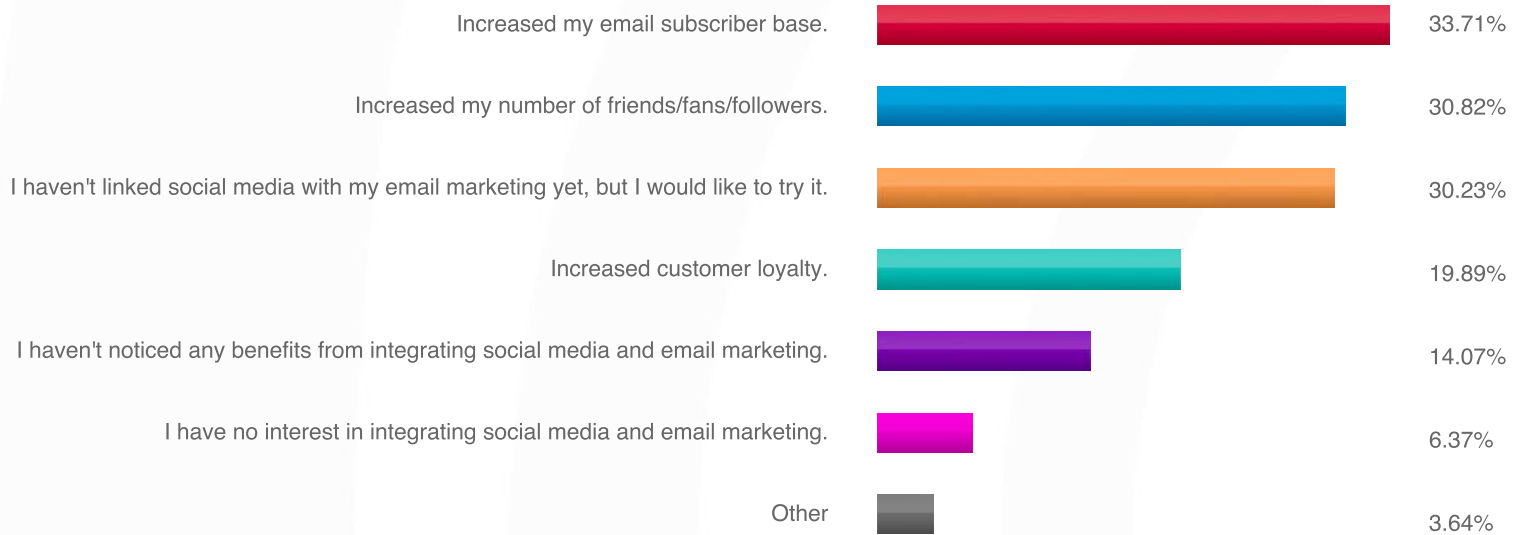 Increased my email subscriber base. 33.71%
Increased my number of friends/fans/followers. 30.82%
I haven't linked social media with my email marketing yet, but I would like to try it. 30.23%
Increased customer loyalty. 19.89%
I haven't noticed any benefits from integrating social media and email marketing. 14.07%
I have no interest in integrating social media and email marketing. 6.37%
Other 3.64%